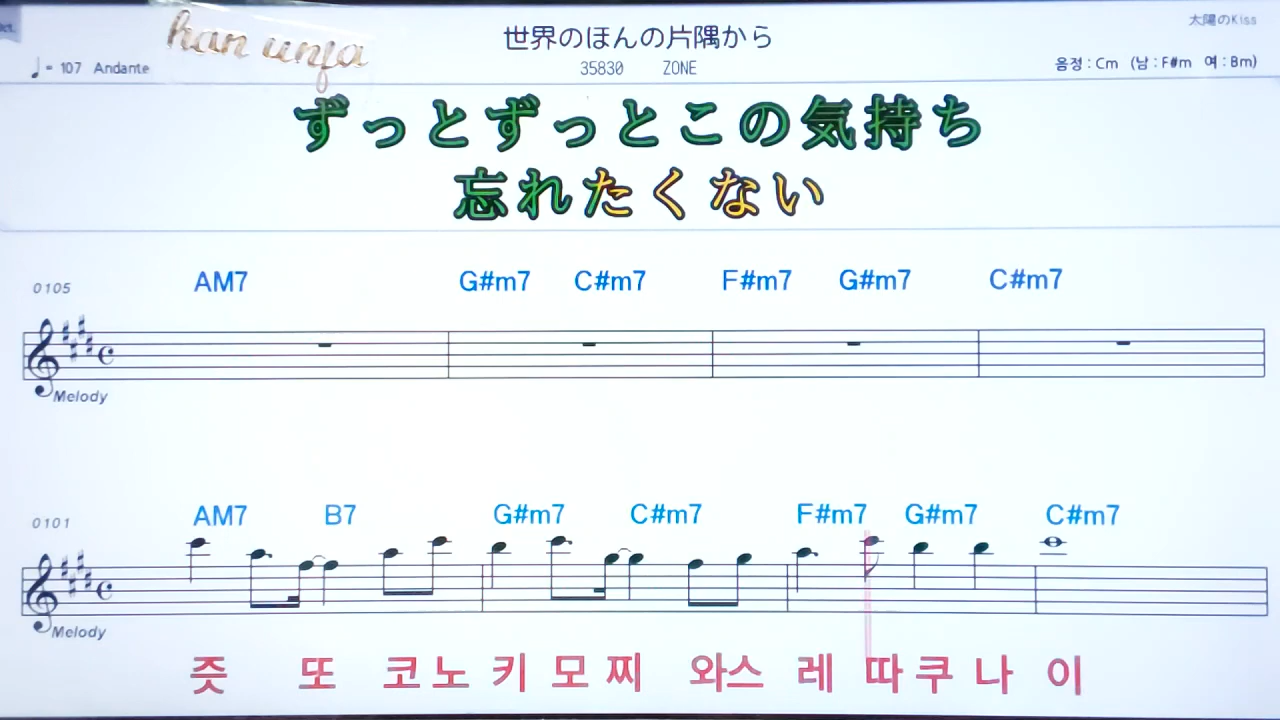 han unja
世界のほんの片隅から
太陽のKiss
♩= 107 Andante
35830 ZONE
음정 : Cm (남 : F#m 여 : Bm)
ずっとずっとこの気持ち
忘れたくない
0105 AM7 G#m7 C#m7 F#m7 G#m7 C#m7
Melody
0101 AM7 B7 G#m7 C#m7 F#m7 G#m7 C#m7
Melody
즛 또 코 노 키 모 찌 와스 레 따 쿠 나 이